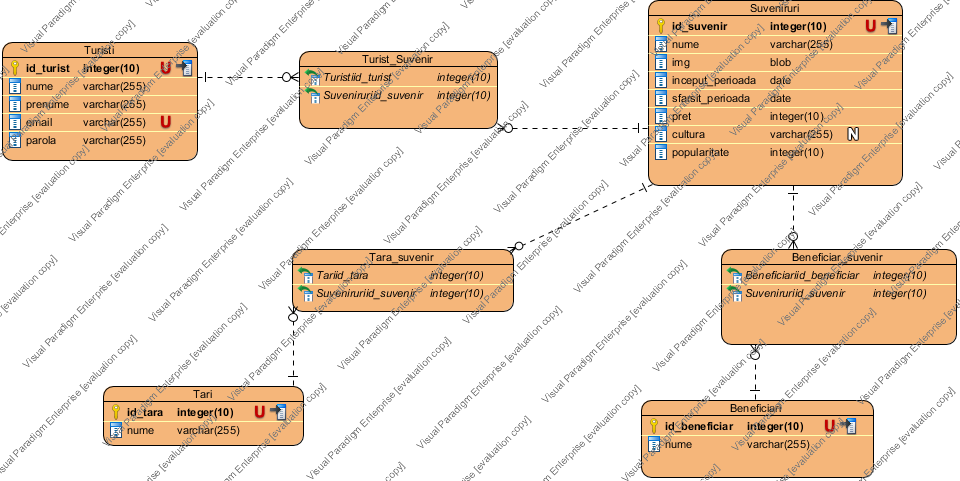 Turisti
id_turist integer(10) U
nume varchar(255)
prename varchar(255)
email varchar(255) U
parola varchar(255)
Turist_Suvenir
Turistiid_turist integer(10)
Suveniruriid_suvenir integer(10)
Suveniruri
id_suvenir integer(10) U
nume varchar(255)
img blob
inceput_perioada date
sfarsit_perioada date
pret integer(10)
cultura varchar(255) N
popularitate integer(10)
Tara_suvenir
Tariid_tara integer(10)
Suveniruriid_suvenir integer(10)
Beneficiar_suvenir
Beneficiariid_beneficiar integer(10)
Suveniruriid_suvenir integer(10)
Tari
id_tara integer(10) U
nume varchar(255)
Beneficiari
id_beneficiar integer(10) U
nume varchar(255)
Visual Paradigm Enterprise [evaluation copy]